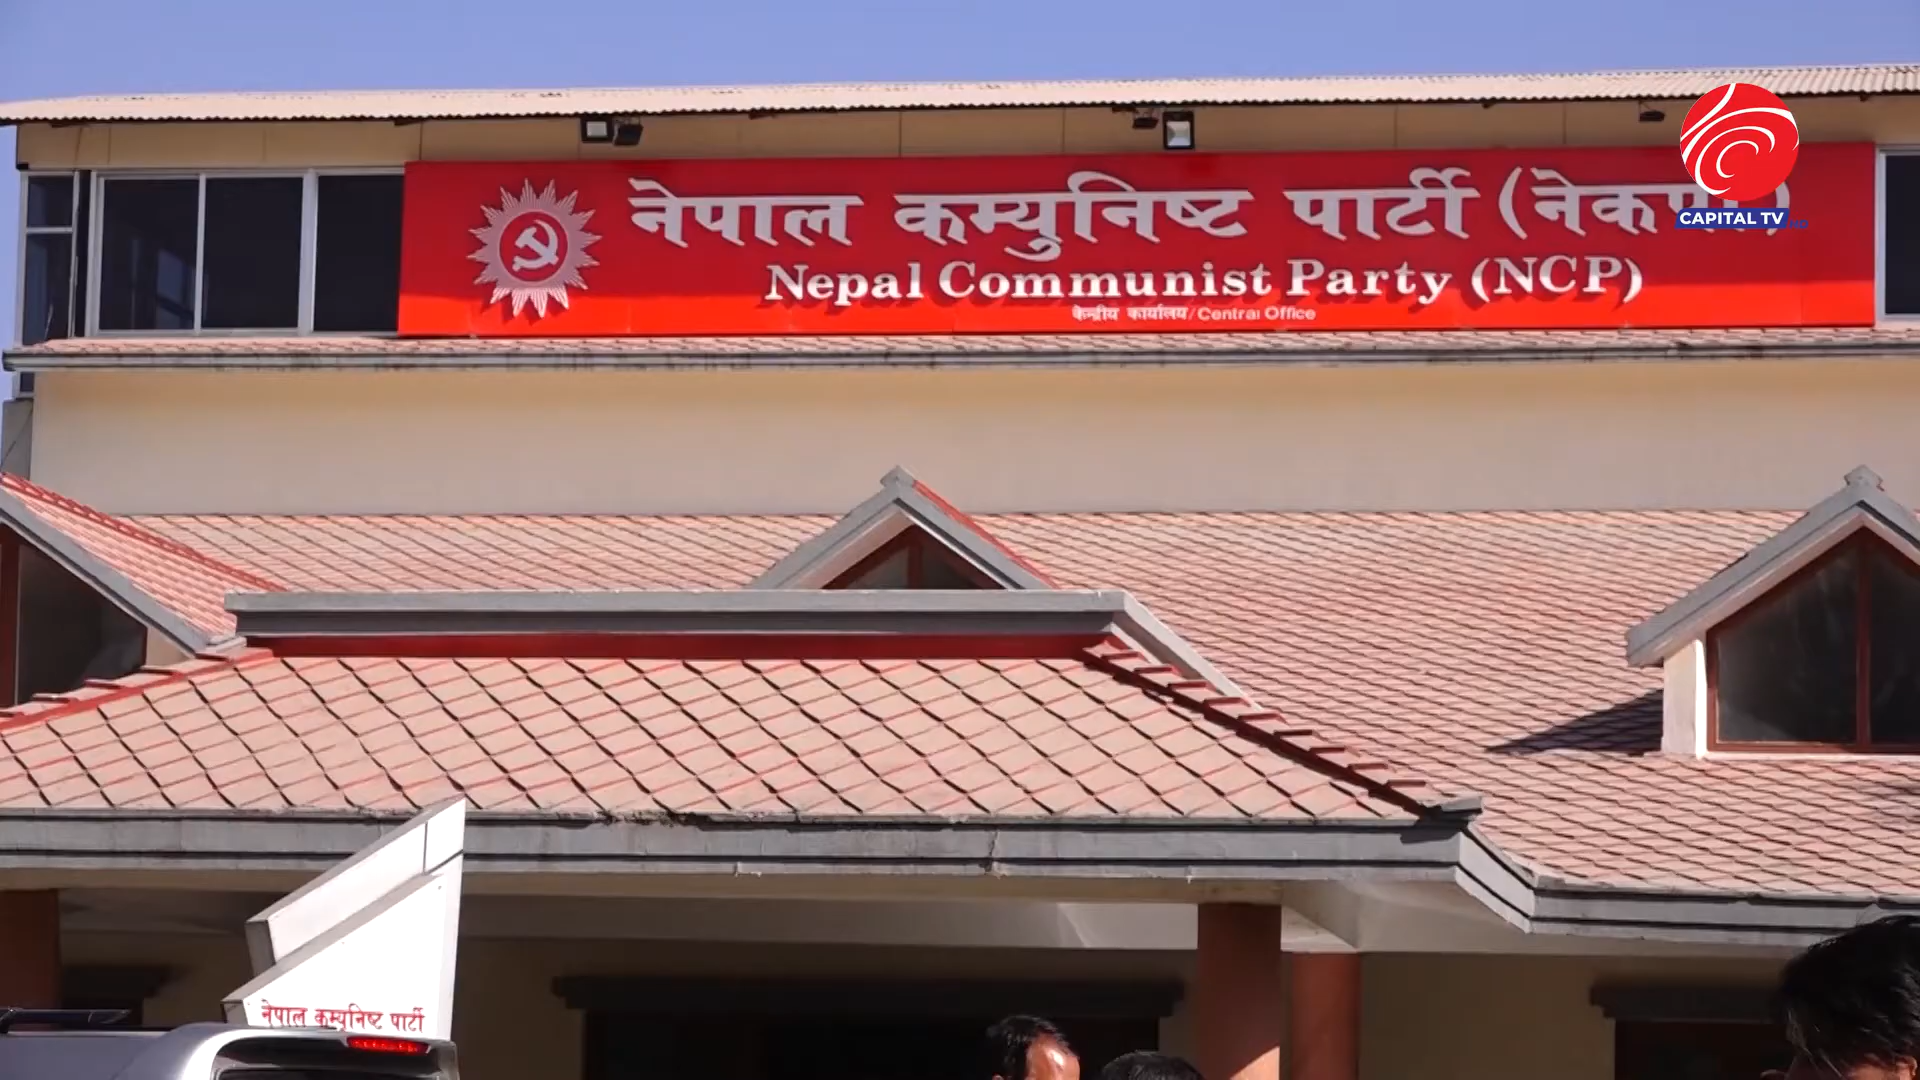 नेपाल कम्युनिष्ट पार्टी
Nepal Communist Party (NCP)
केन्द्रीय कार्यालय/Central Office
CAPITAL TV
नेपाल कम्युनिष्ट पार्टी